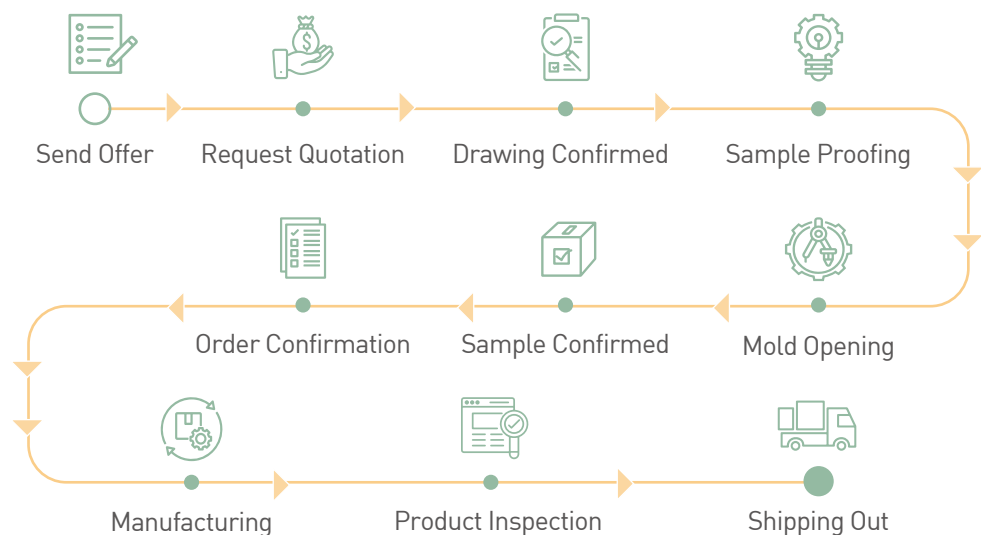 Send Offer
Request Quotation
Drawing Confirmed
Sample Proofing
Order Confirmation
Sample Confirmed
Mold Opening
Manufacturing
Product Inspection
Shipping Out